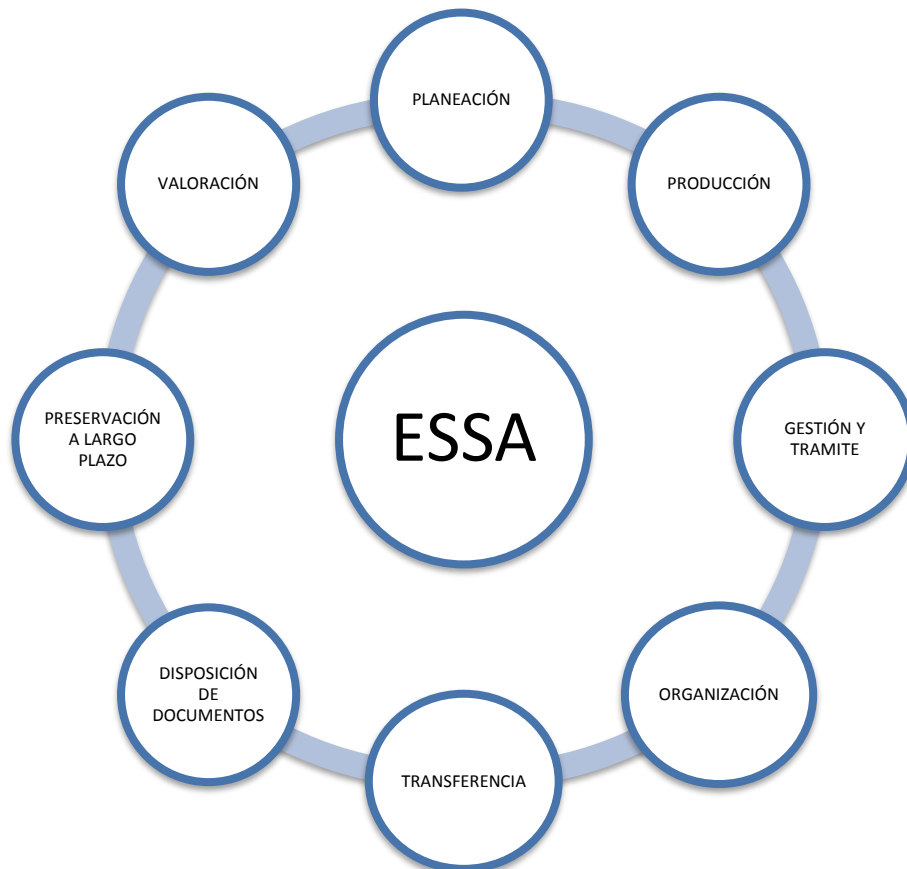 PLANEACIÓN
PRODUCCIÓN
GESTIÓN Y
TRAMITE
ORGANIZACIÓN
TRANSFERENCIA
DISPOSICIÓN
DE
DOCUMENTOS
PRESERVACIÓN
A LARGO
PLAZO
VALORACIÓN
ESSA